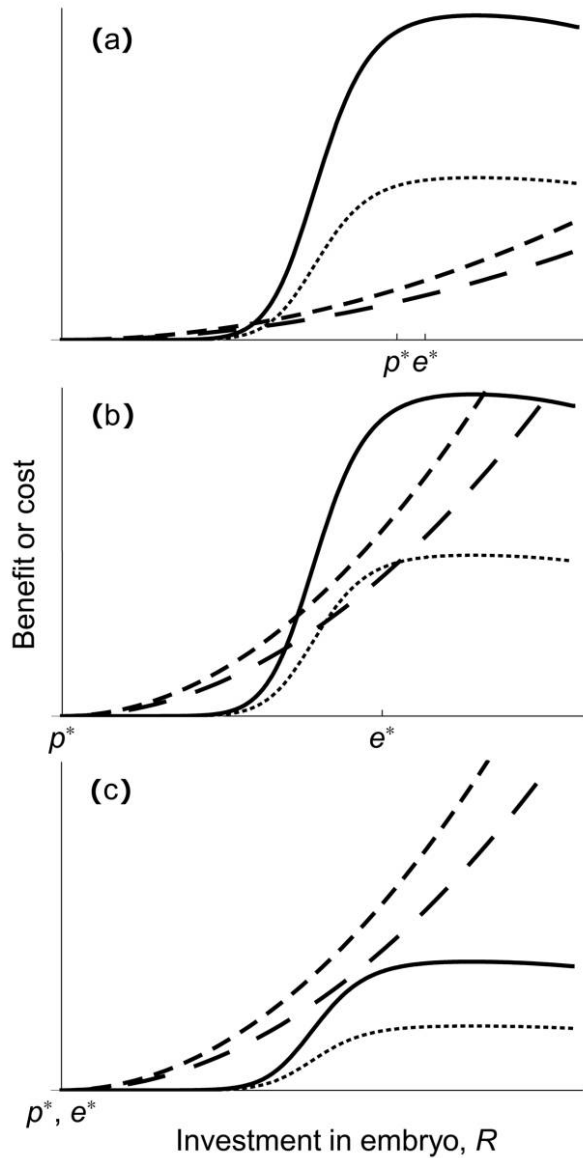 (a)
p* e*
(b)
Benefit or cost
p*
e*
(c)
p*, e*
Investment in embryo, R